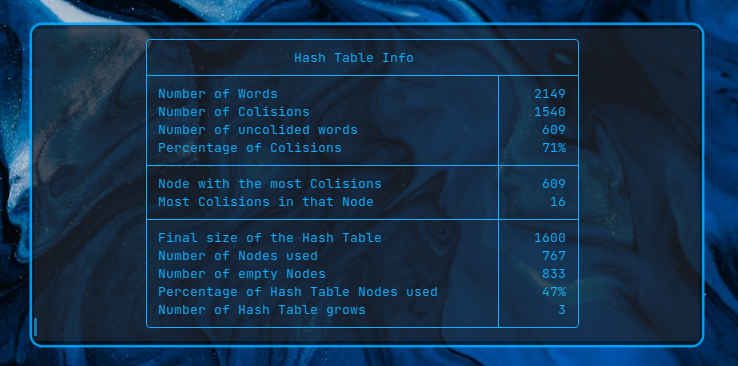 Hash Table Info
Number of Words 2149
Number of Colisions 1540
Number of uncolided words 609
Percentage of Colisions 71%
Node with the most Colisions 609
Most Colisions in that Node 16
Final size of the Hash Table 1600
Number of Nodes used 767
Number of empty Nodes 833
Percentage of Hash Table Nodes used 47%
Number of Hash Table grows 3